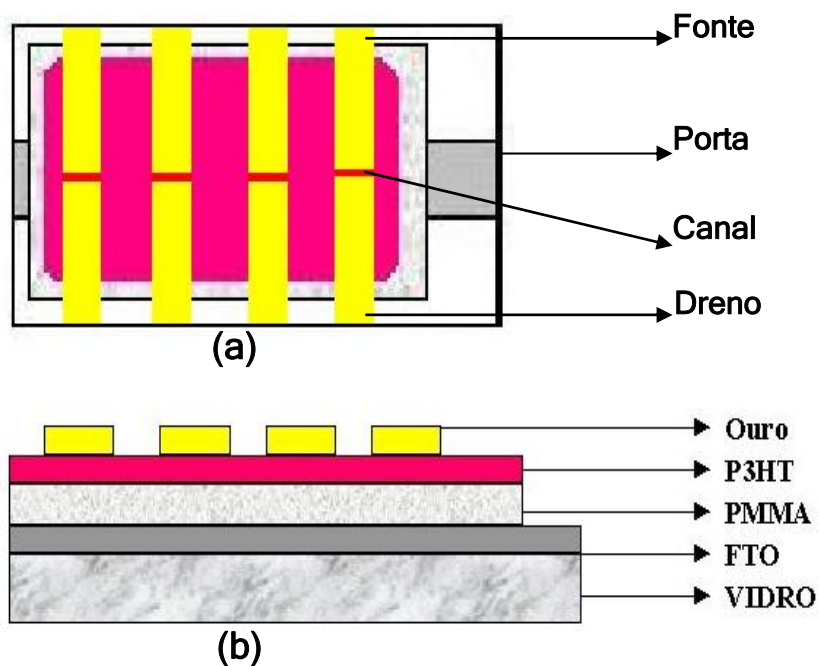 Fonte
Porta
Canal
Dreno
(a)
Ouro
P3HT
PMMA
FTO
VIDRO
(b)